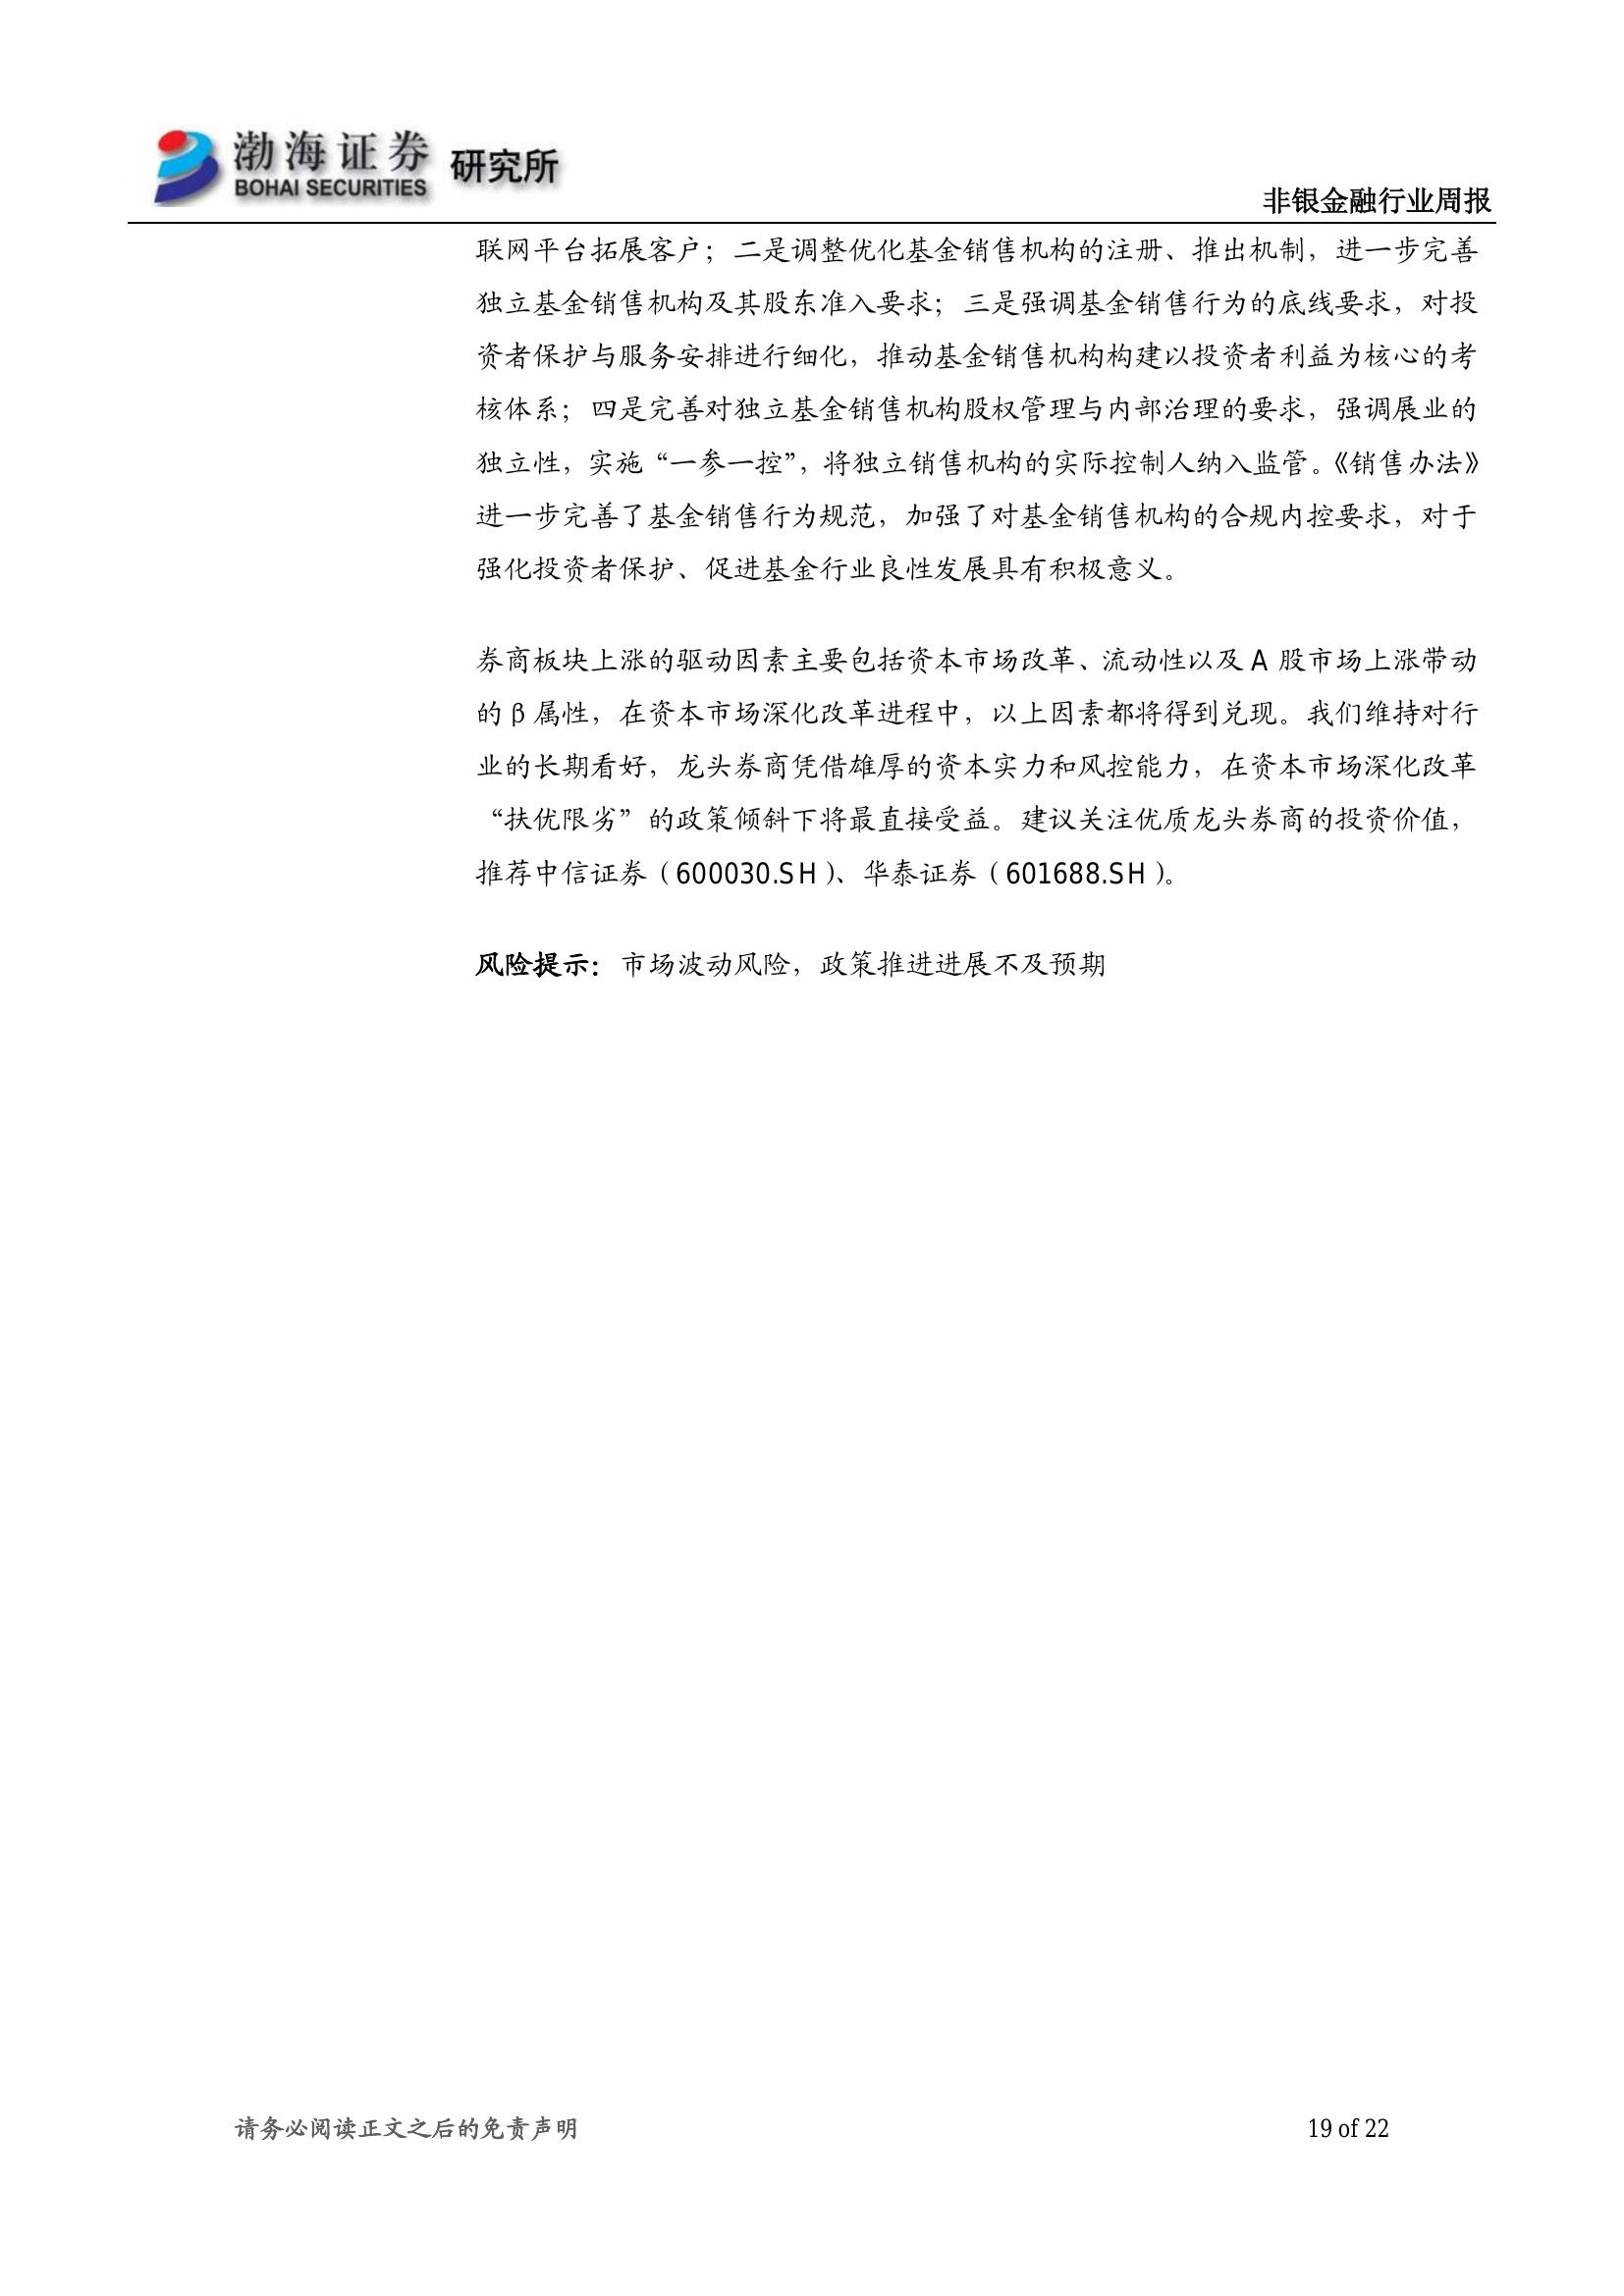 渤海证券 研究所
BOHAI SECURITIES
非银金融行业周报
联网平台拓展客户；二是调整优化基金销售机构的注册、推出机制，进一步完善
独立基金销售机构及其股东准入要求；三是强调基金销售行为的底线要求，对投
资者保护与服务安排进行细化，推动基金销售机构构建以投资者利益为核心的考
核体系；四是完善对独立基金销售机构股权管理与内部治理的要求，强调展业的
独立性，实施“一参一控”，将独立销售机构的实际控制人纳入监管。《销售办法》
进一步完善了基金销售行为规范，加强了对基金销售机构的合规内控要求，对于
强化投资者保护、促进基金行业良性发展具有积极意义。
券商板块上涨的驱动因素主要包括资本市场改革、流动性以及 A 股市场上涨带动
的 β 属性，在资本市场深化改革进程中，以上因素都将得到兑现。我们维持对行
业的长期看好，龙头券商凭借雄厚的资本实力和风控能力，在资本市场深化改革
“扶优限劣”的政策倾斜下将最直接受益。建议关注优质龙头券商的投资价值，
推荐中信证券（600030.SH）、华泰证券（601688.SH）。
风险提示：市场波动风险，政策推进进展不及预期
请务必阅读正文之后的免责声明
19 of 22